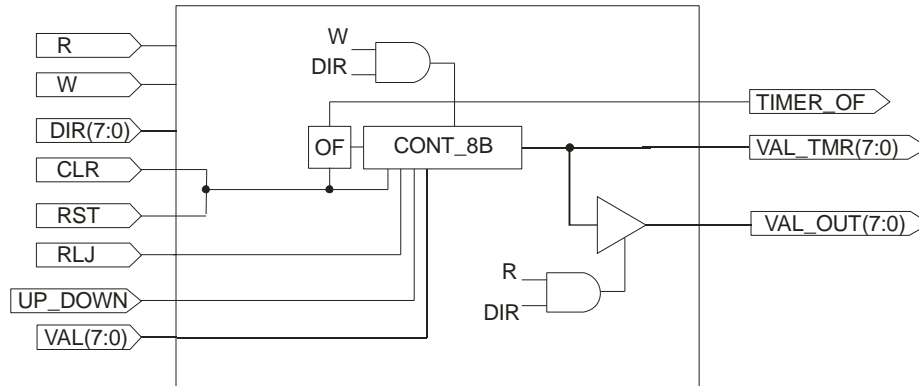 R
W
DIR(7:0)
CLR
RST
RLJ
UP_DOWN
VAL(7:0)
W
DIR
OF
CONT_8B
R
DIR
TIMER_OF
VAL_TMR(7:0)
VAL_OUT(7:0)